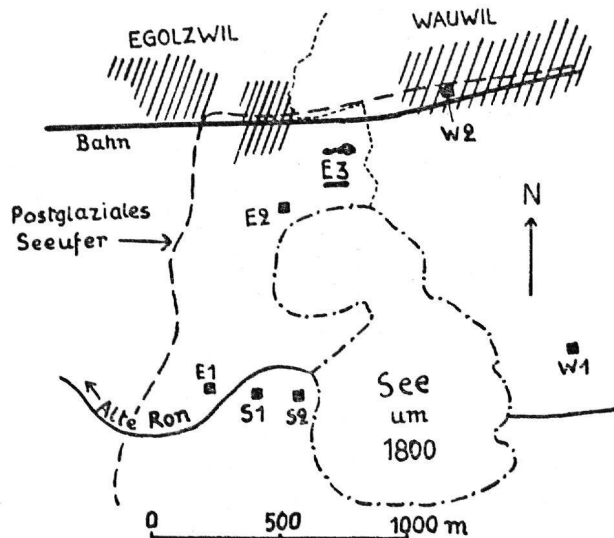 EGOLZWIL
WAUWIL
Bahn
W2
E3
Postglaziales
Seeufer
E2
N
E1
W1
Alte Ron
S1
S2
See
um
1800
0 500 1000 m